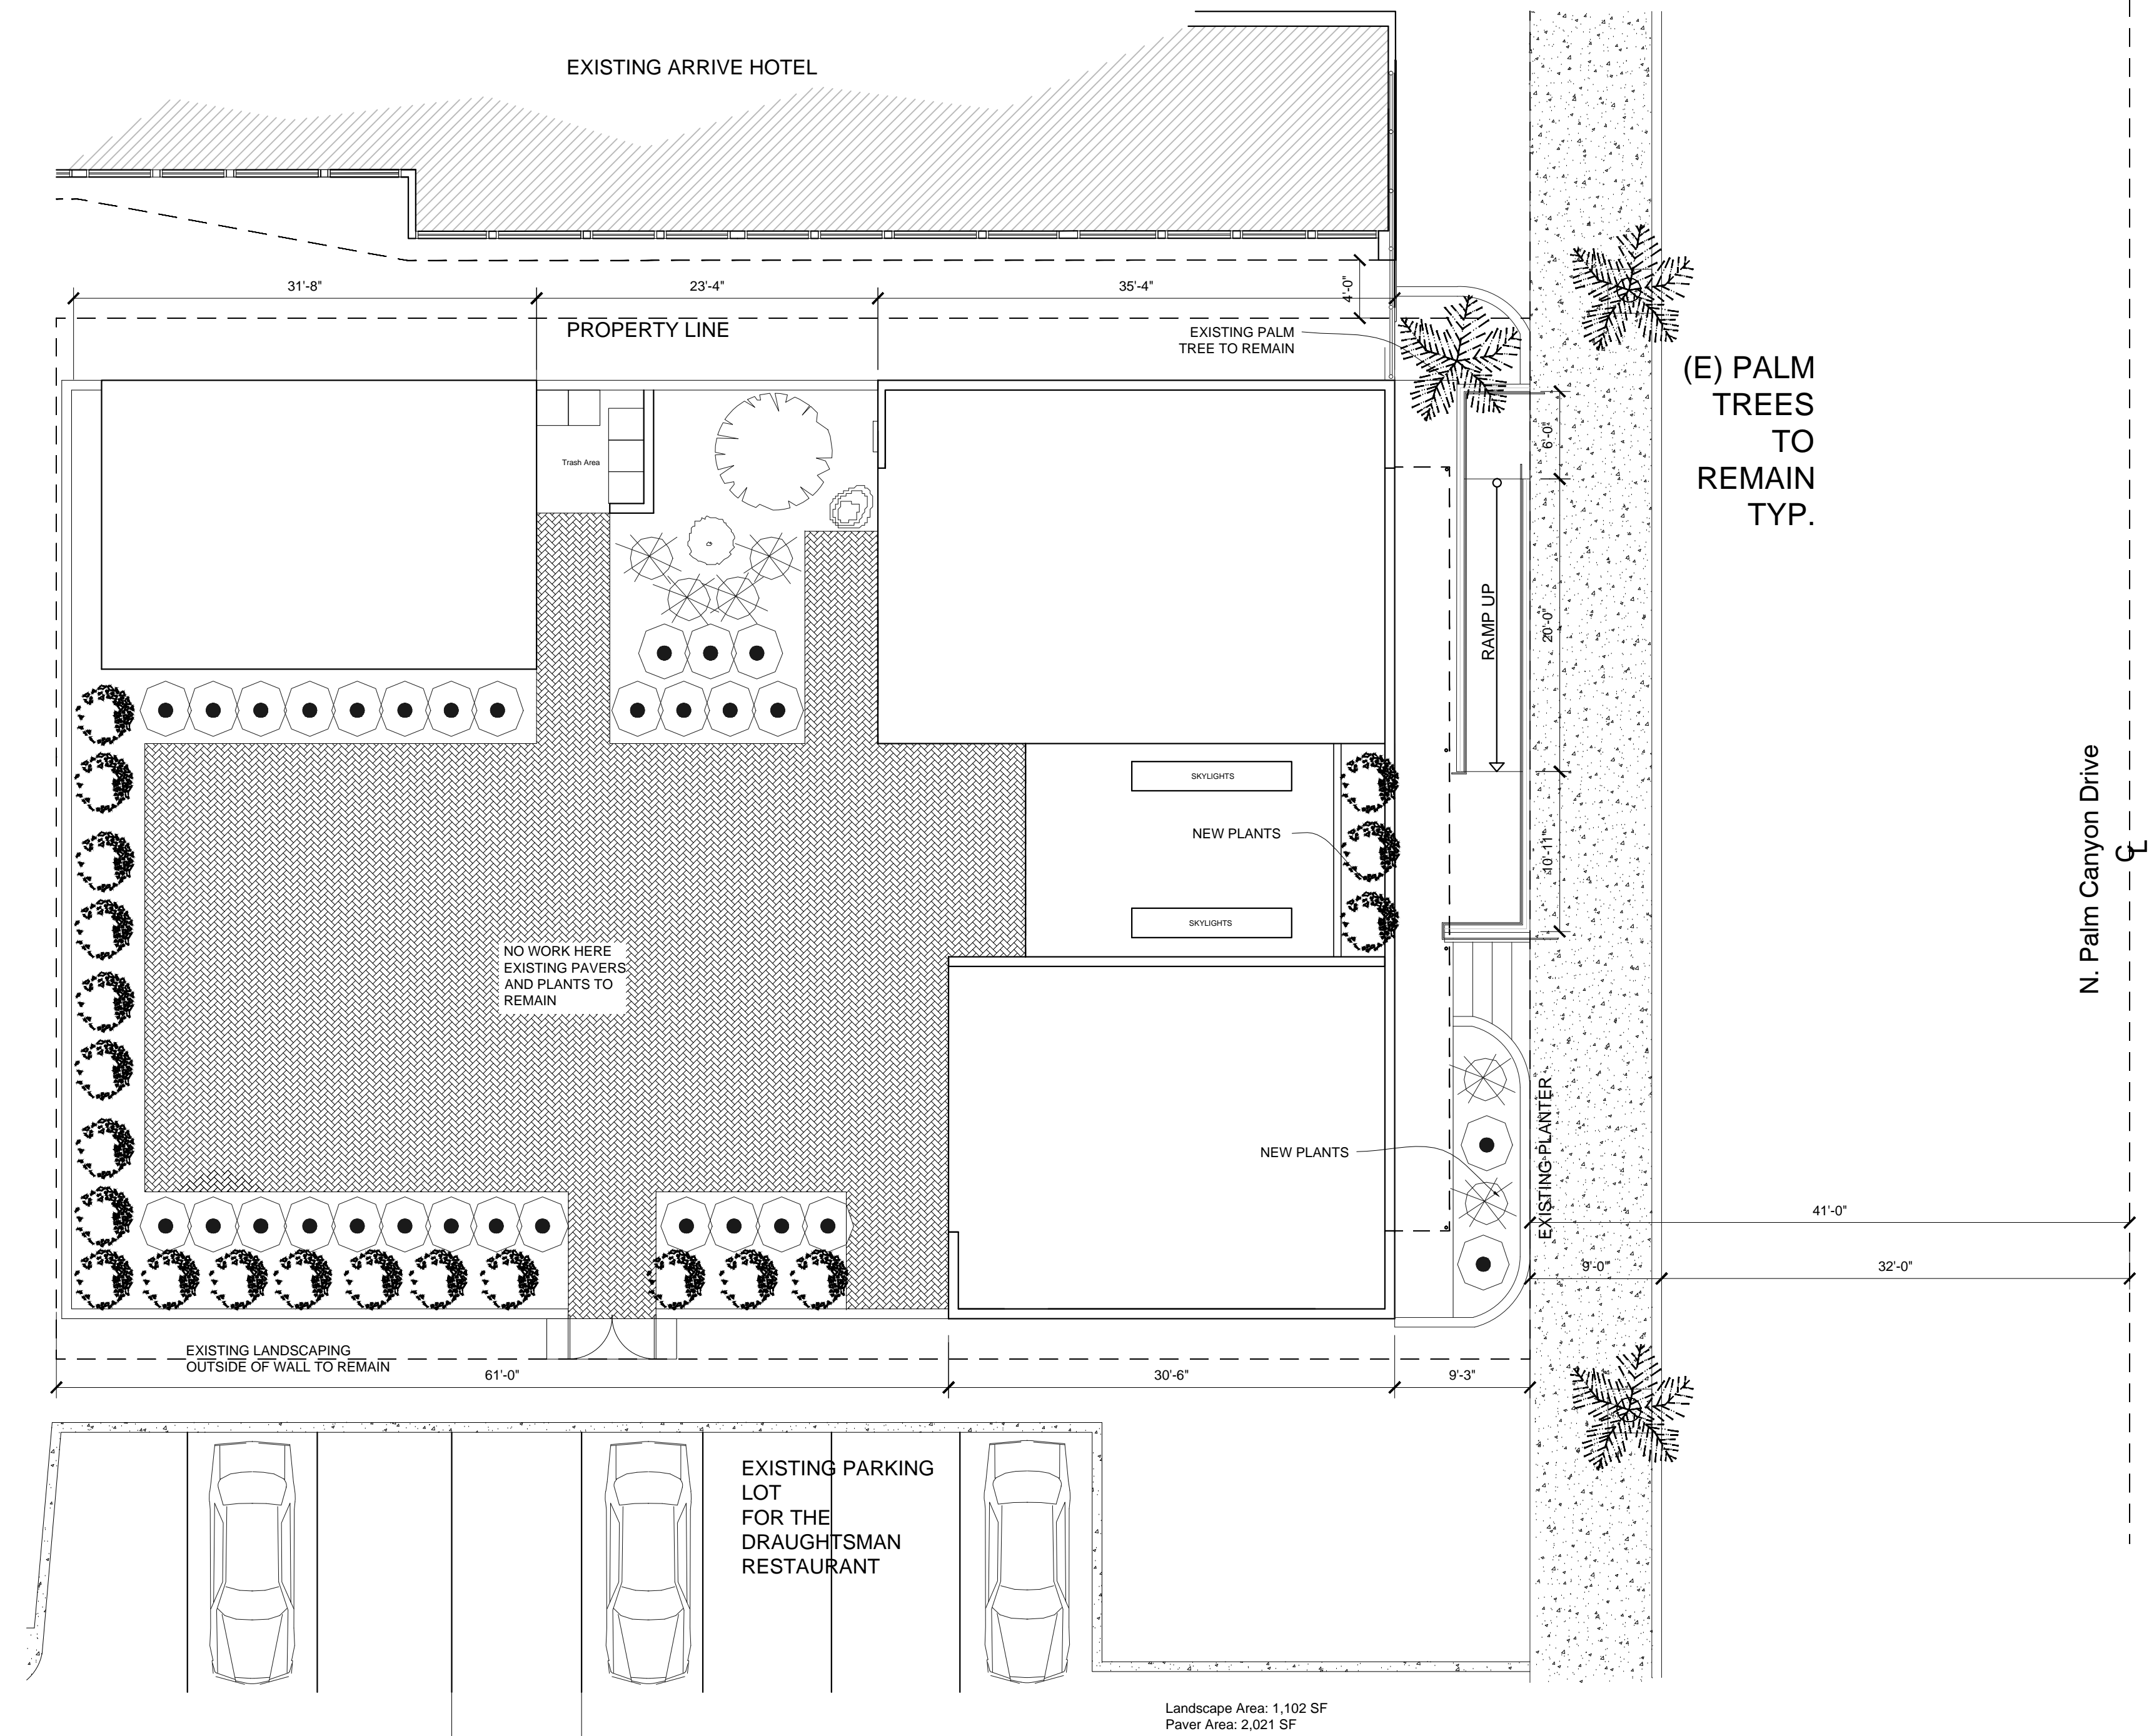 EXISTING ARRIVE HOTEL
31'-8"
23'-4"
35'-4"
4'-0"
PROPERTY LINE
EXISTING PALM
TREE TO REMAIN
(E) PALM
TREES
TO
REMAIN
TYP.
6'-0"
Trash Area
20'-0"
RAMP UP
SKYLIGHTS
NEW PLANTS
10'-11"
N. Palm Canyon Drive
CL
SKYLIGHTS
NO WORK HERE
EXISTING PAVERS
AND PLANTS TO
REMAIN
NEW PLANTS
EXISTING PLANTER
41'-0"
9'-0"
32'-0"
EXISTING LANDSCAPING
OUTSIDE OF WALL TO REMAIN
61'-0"
30'-6"
9'-3"
EXISTING PARKING
LOT
FOR THE
DRAUGHTSMAN
RESTAURANT
Landscape Area: 1,102 SF
Paver Area: 2,021 SF